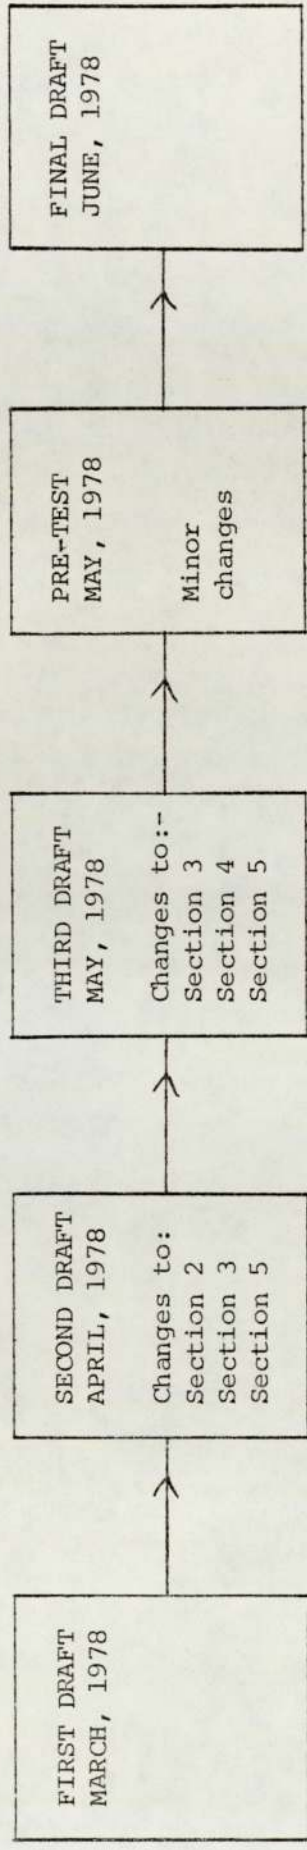 FIRST DRAFT
MARCH, 1978
SECOND DRAFT
APRIL, 1978
Changes to:
Section 2
Section 3
Section 5
THIRD DRAFT
MAY, 1978
Changes to:-
Section 3
Section 4
Section 5
PRE-TEST
MAY, 1978
Minor
changes
FINAL DRAFT
JUNE, 1978